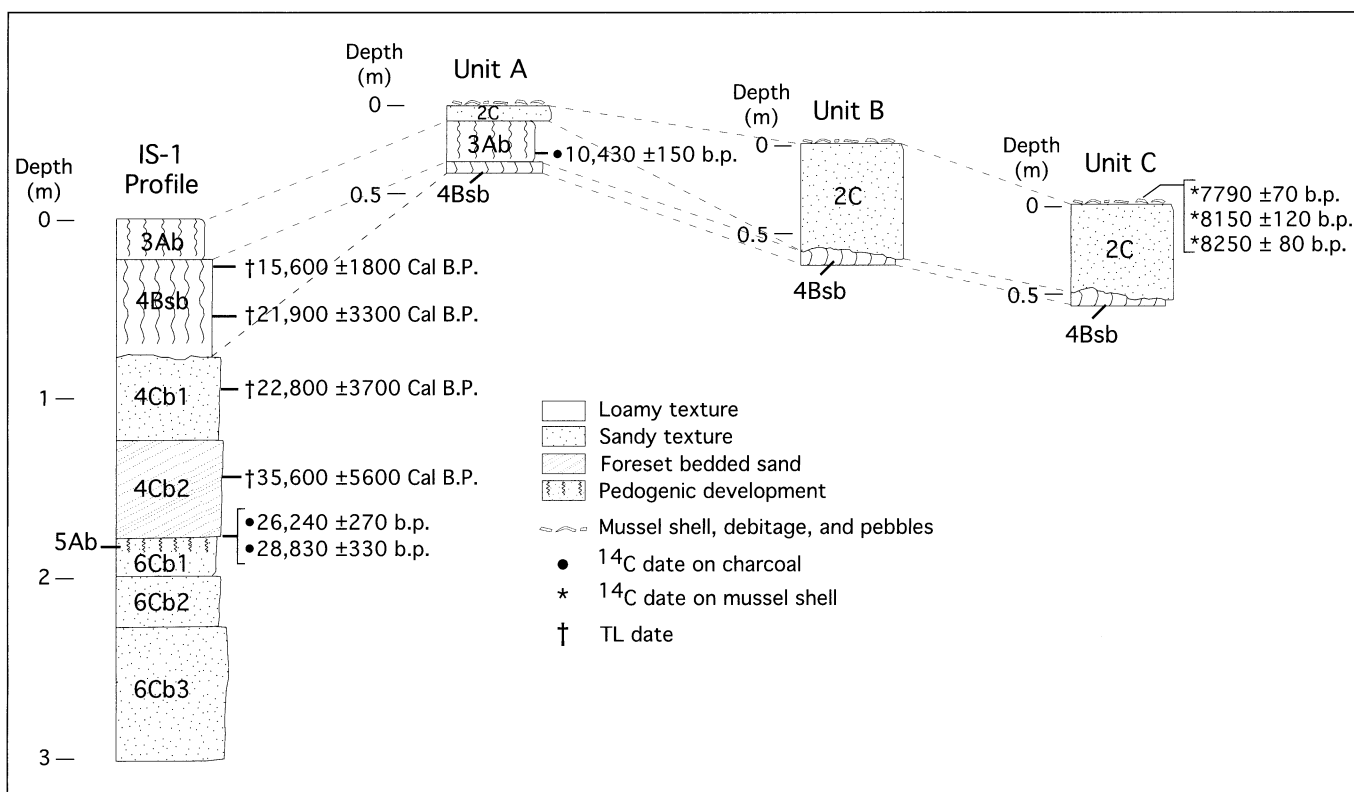 IS-1
Profile
Depth
(m)
0
1
2
3
3Ab
4Bsb
4Cb1
4Cb2
5Ab
6Cb1
6Cb2
6Cb3
†15,600 ±1800 Cal B.P.
†21,900 ±3300 Cal B.P.
†22,800 ±3700 Cal B.P.
†35,600 ±5600 Cal B.P.
●26,240 ±270 b.p.
●28,830 ±330 b.p.
Depth
(m)
Unit A
0
0.5
2C
3Ab
4Bsb
●10,430 ±150 b.p.
Depth
(m)
Unit B
0
0.5
2C
4Bsb
Depth
(m)
Unit C
0
0.5
2C
4Bsb
*7790 ±70 b.p.
*8150 ±120 b.p.
*8250 ± 80 b.p.
Loamy texture
Sandy texture
Foreset bedded sand
Pedogenic development
Mussel shell, debitage, and pebbles
● 14C date on charcoal
* 14C date on mussel shell
† TL date